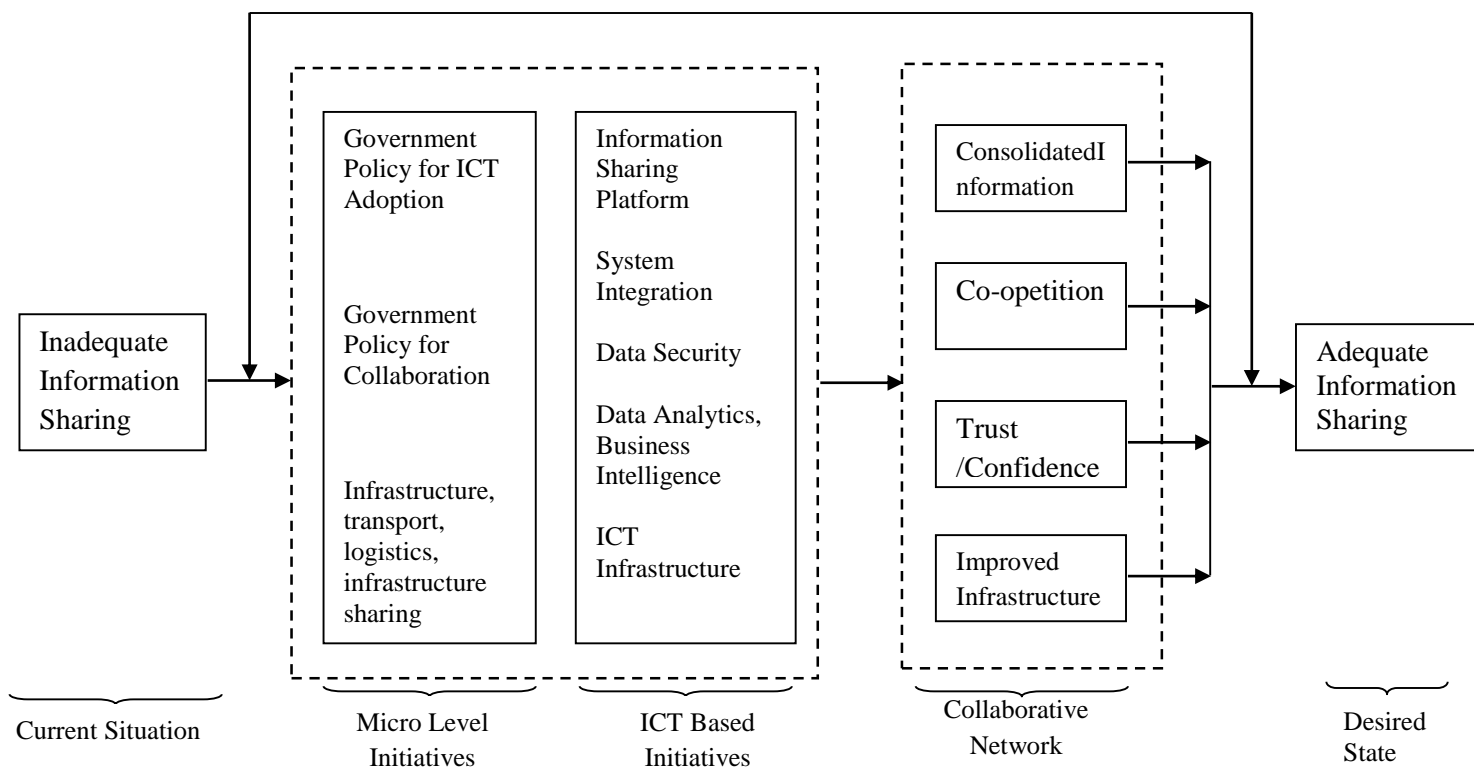 Inadequate
Information
Sharing
Government
Policy for ICT
Adoption
Government
Policy for
Collaboration
Infrastructure,
transport,
logistics,
infrastructure
sharing
Information
Sharing
Platform
System
Integration
Data Security
Data Analytics,
Business
Intelligence
ICT
Infrastructure
ConsolidatedI
nformation
Co-opetition
Trust
/Confidence
Improved
Infrastructure
Adequate
Information
Sharing
Current Situation
Micro Level
Initiatives
ICT Based
Initiatives
Collaborative
Network
Desired
State